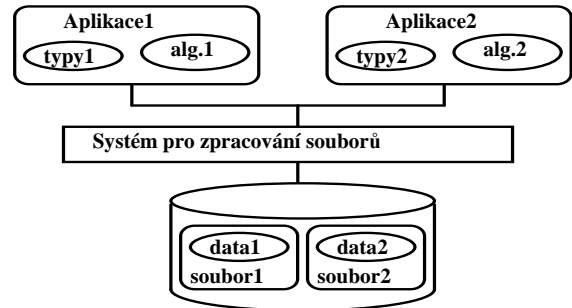 Aplikace1
typy1
alg.1
Aplikace2
typy2
alg.2
Systém pro zpracování souborů
data1
soubor1
data2
soubor2